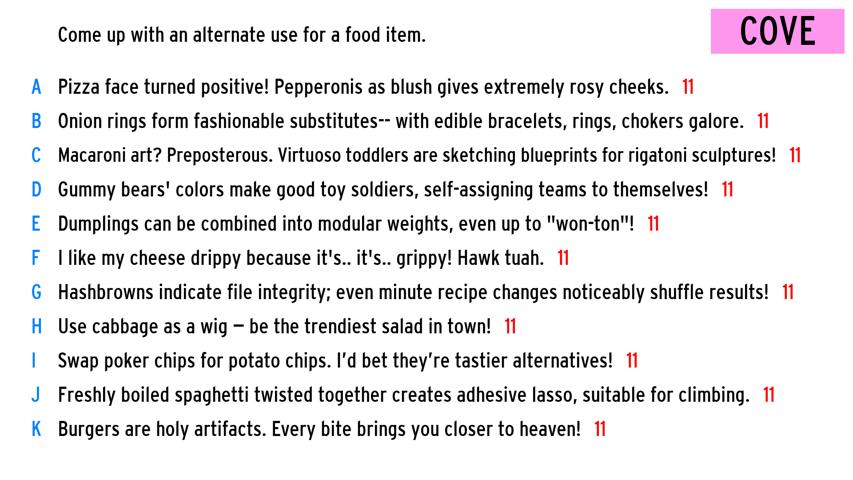 Come up with an alternate use for a food item.
COVE
A Pizza face turned positive! Pepperonis as blush gives extremely rosy cheeks. 11
B Onion rings form fashionable substitutes-- with edible bracelets, rings, chokers galore. 11
C Macaroni art? Preposterous. Virtuoso toddlers are sketching blueprints for rigatoni sculptures! 11
D Gummy bears' colors make good toy soldiers, self-assigning teams to themselves! 11
E Dumplings can be combined into modular weights, even up to "won-ton"! 11
F I like my cheese drippy because it's.. it's.. grippy! Hawk tuah. 11
G Hashbrowns indicate file integrity; even minute recipe changes noticeably shuffle results! 11
H Use cabbage as a wig – be the trendiest salad in town! 11
I Swap poker chips for potato chips. I’d bet they’re tastier alternatives! 11
J Freshly boiled spaghetti twisted together creates adhesive lasso, suitable for climbing. 11
K Burgers are holy artifacts. Every bite brings you closer to heaven! 11